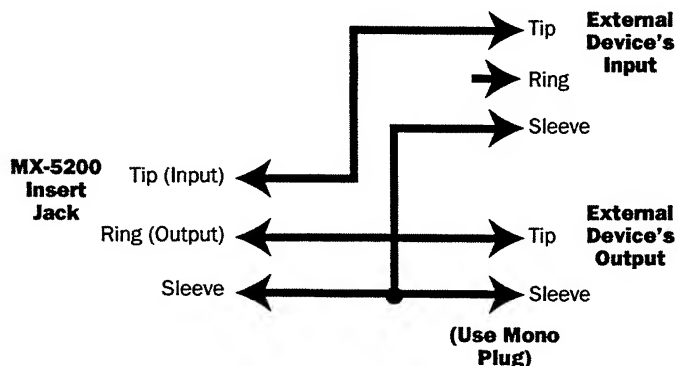 External
Device's
Input
Tip
Ring
Sleeve
MX-5200
Insert
Jack
Tip (Input)
Ring (Output)
Sleeve
External
Device's
Output
Tip
Sleeve
(Use Mono
Plug)